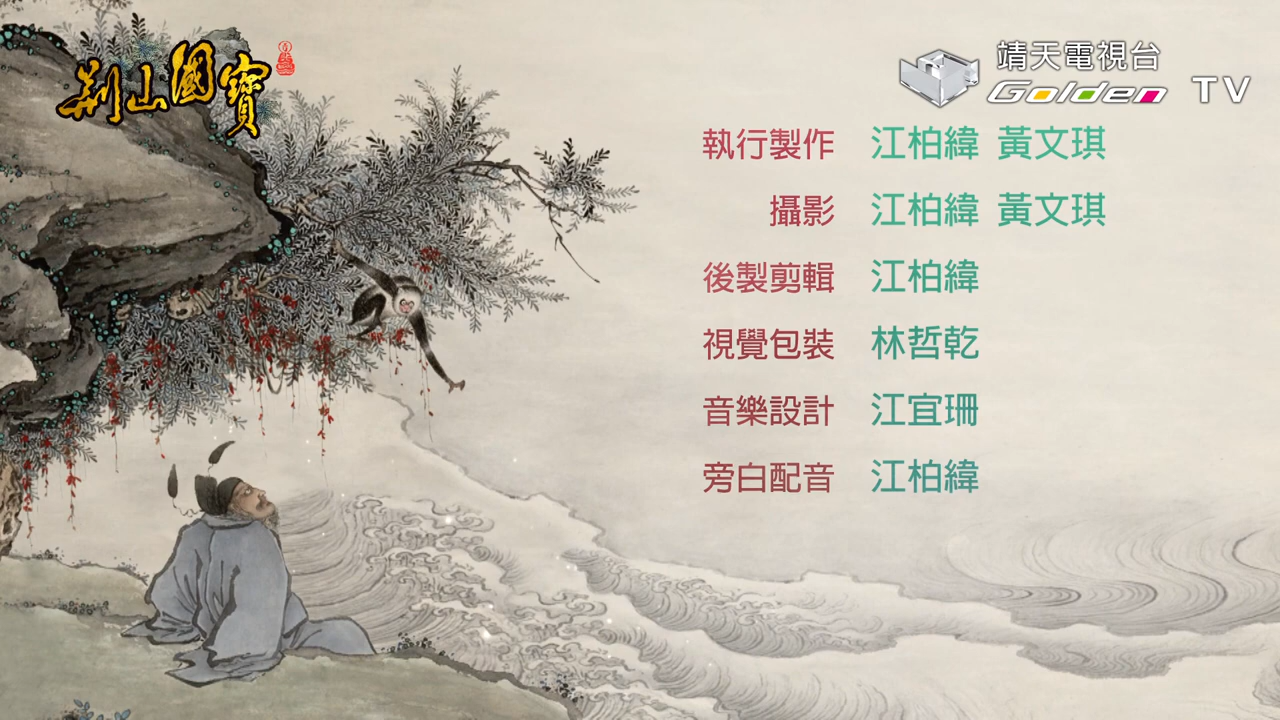 荊山國寶
靖天電視台
Golden TV
執行製作 江柏緯 黃文琪
攝影 江柏緯 黃文琪
後製剪輯 江柏緯
視覺包裝 林哲乾
音樂設計 江宜珊
旁白配音 江柏緯